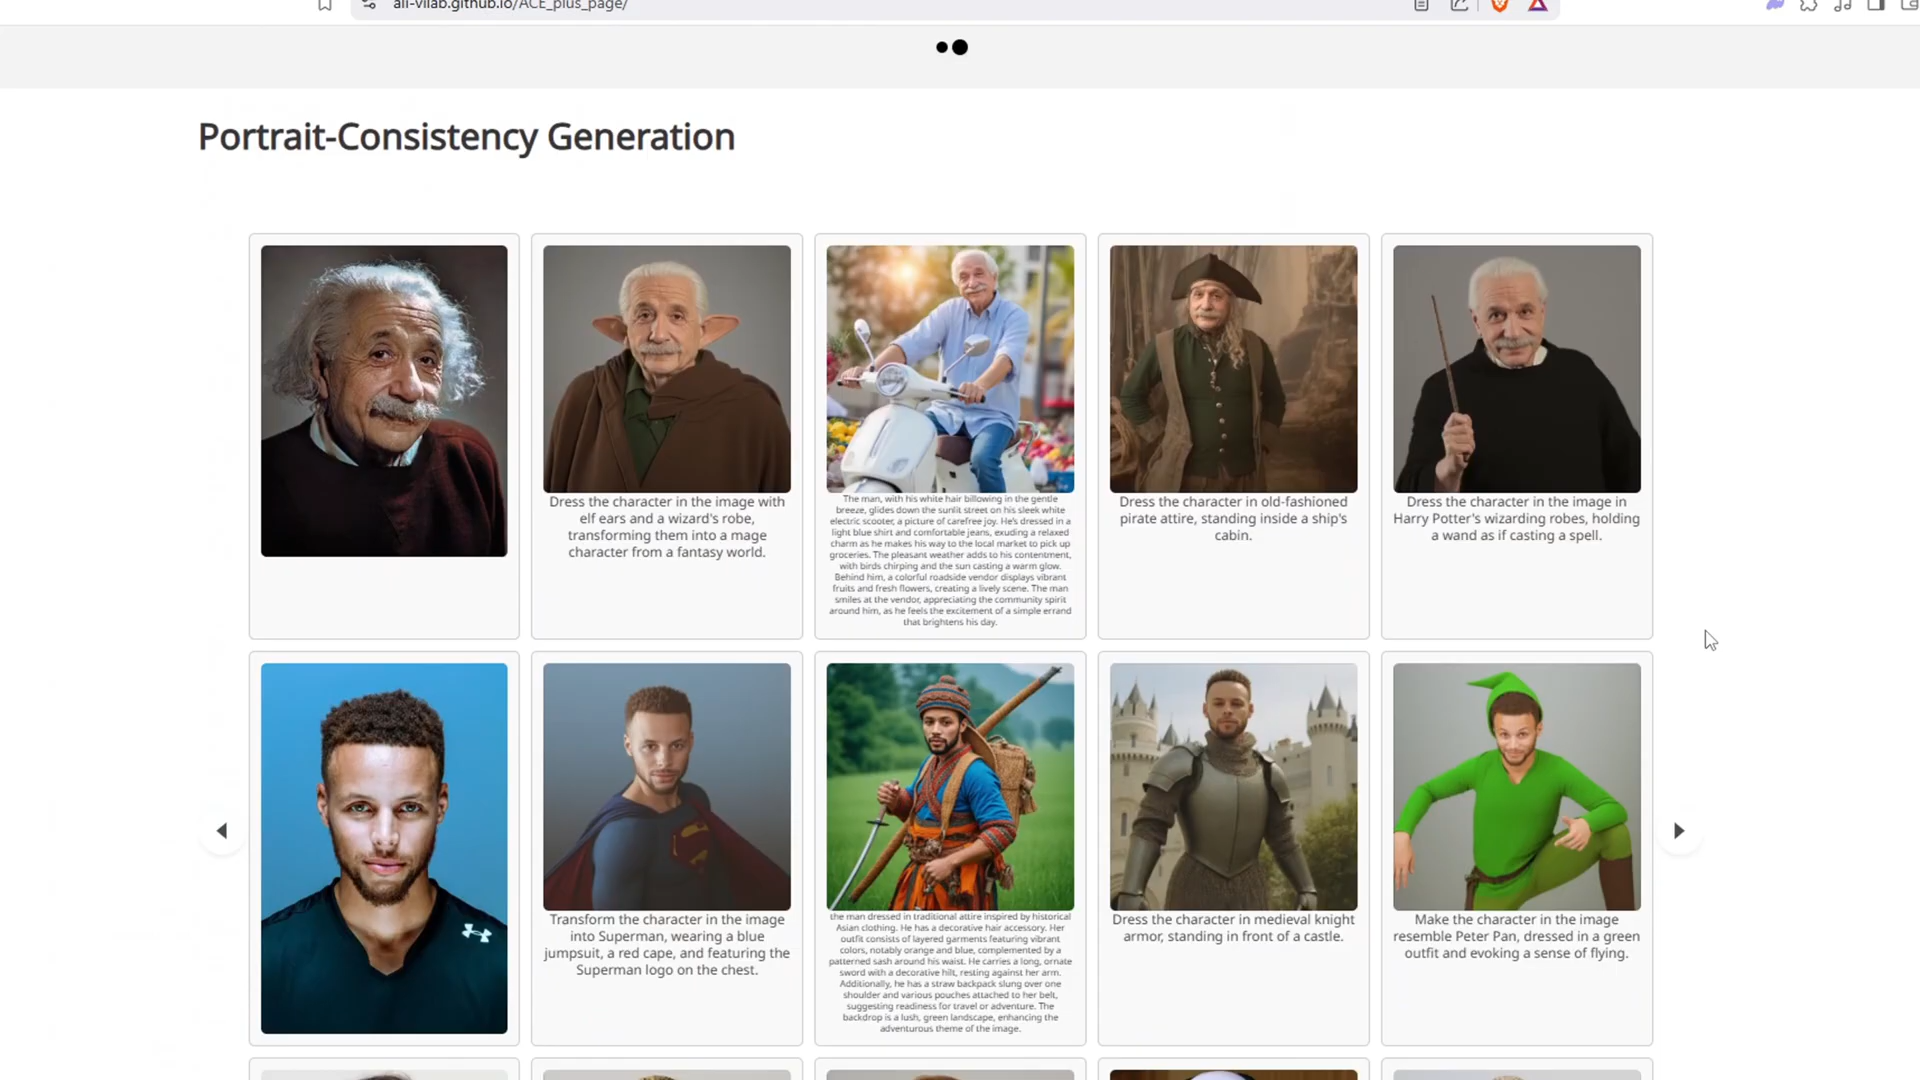 ali-vilab.github.io/ACE_plus_page/
Portrait-Consistency Generation
Dress the character in the image with
elf ears and a wizard's robe,
transforming them into a mage
character from a fantasy world.
The man, with his white hair billowing in the gentle
breeze, glides down the sunlit street on his sleek white
electric scooter, a picture of carefree joy. He's dressed in a
light blue shirt and comfortable jeans, exuding a relaxed
charm as he makes his way to the local market to pick up
groceries. The pleasant weather adds to his contentment,
with birds chirping and the sun casting a warm glow.
Behind him, a colorful roadside vendor displays vibrant
fruits and fresh flowers, creating a lively scene. The man
smiles at the vendor, appreciating the community spirit
around him, as he feels the excitement of a simple errand
that brightens his day.
Dress the character in old-fashioned
pirate attire, standing inside a ship's
cabin.
Dress the character in the image in
Harry Potter's wizarding robes, holding
a wand as if casting a spell.
Transform the character in the image
into Superman, wearing a blue
jumpsuit, a red cape, and featuring the
Superman logo on the chest.
the man dressed in traditional attire inspired by historical
Asian clothing. He has a decorative hair accessory. Her
outfit consists of layered garments featuring vibrant
colors, notably orange and blue, complemented by a
patterned sash around his waist. He carries a long, ornate
sword with a decorative hilt, resting against her arm.
Additionally, he has a straw backpack slung over one
shoulder and various pouches attached to her belt,
suggesting readiness for travel or adventure. The
backdrop is a lush, green landscape, enhancing the
adventurous theme of the image.
Dress the character in medieval knight
armor, standing in front of a castle.
Make the character in the image
resemble Peter Pan, dressed in a green
outfit and evoking a sense of flying.